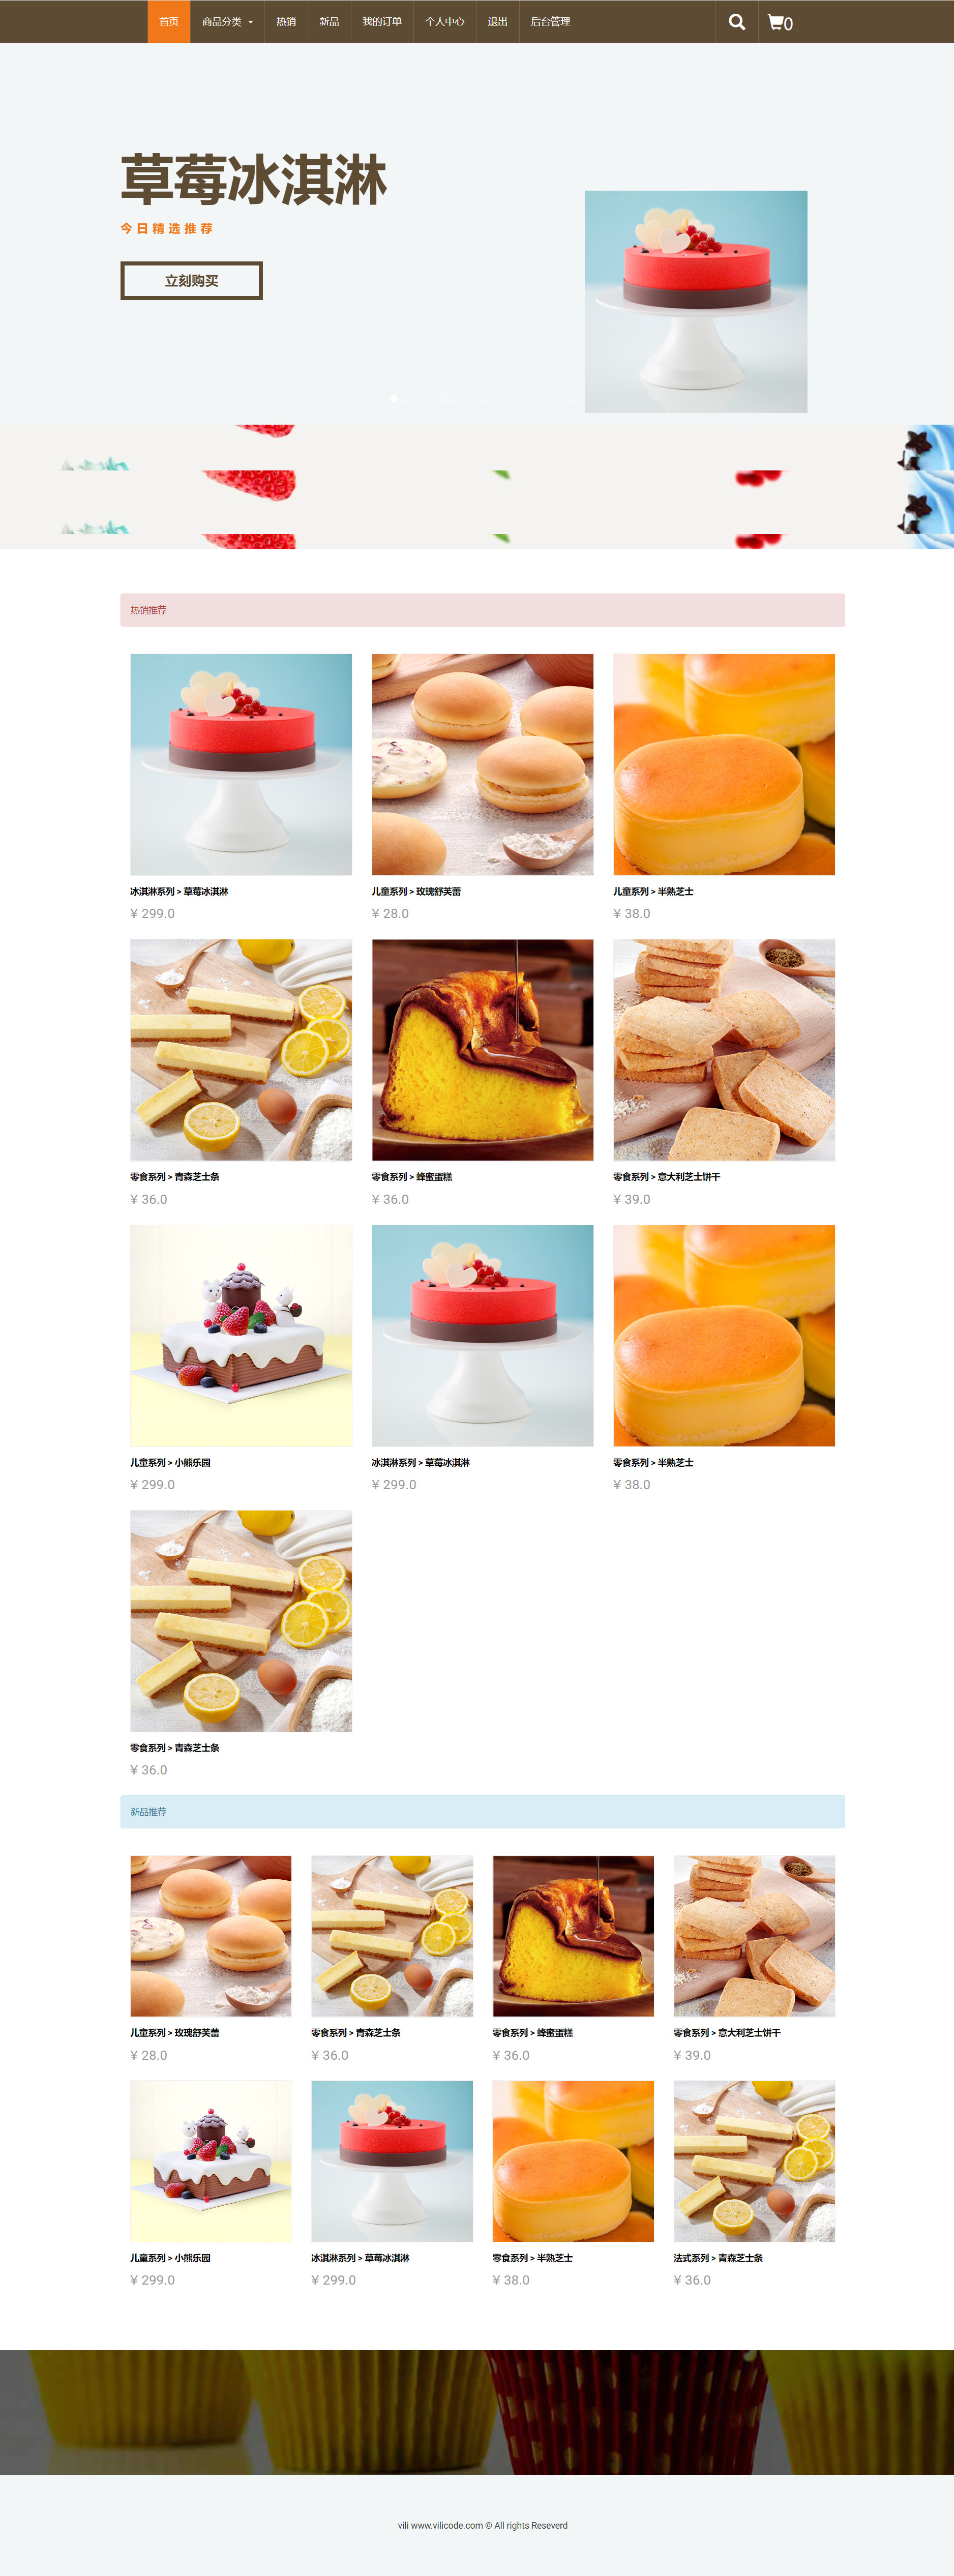 首页 商品分类 热销 新品 我的订单 个人中心 退出 后台管理 0
草莓冰淇淋
今日精选推荐
立刻购买
热销推荐
冰淇淋系列 > 草莓冰淇淋
¥ 299.0
儿童系列 > 玫瑰舒芙蕾
¥ 28.0
儿童系列 > 半熟芝士
¥ 38.0
零食系列 > 青森芝士条
¥ 36.0
零食系列 > 蜂蜜蛋糕
¥ 36.0
零食系列 > 意大利芝士饼干
¥ 39.0
儿童系列 > 小熊乐园
¥ 299.0
冰淇淋系列 > 草莓冰淇淋
¥ 299.0
零食系列 > 半熟芝士
¥ 38.0
零食系列 > 青森芝士条
¥ 36.0
新品推荐
儿童系列 > 玫瑰舒芙蕾
¥ 28.0
零食系列 > 青森芝士条
¥ 36.0
零食系列 > 蜂蜜蛋糕
¥ 36.0
零食系列 > 意大利芝士饼干
¥ 39.0
儿童系列 > 小熊乐园
¥ 299.0
冰淇淋系列 > 草莓冰淇淋
¥ 299.0
零食系列 > 半熟芝士
¥ 38.0
法式系列 > 青森芝士条
¥ 36.0
vili www.vilicode.com © All rights Reseverd